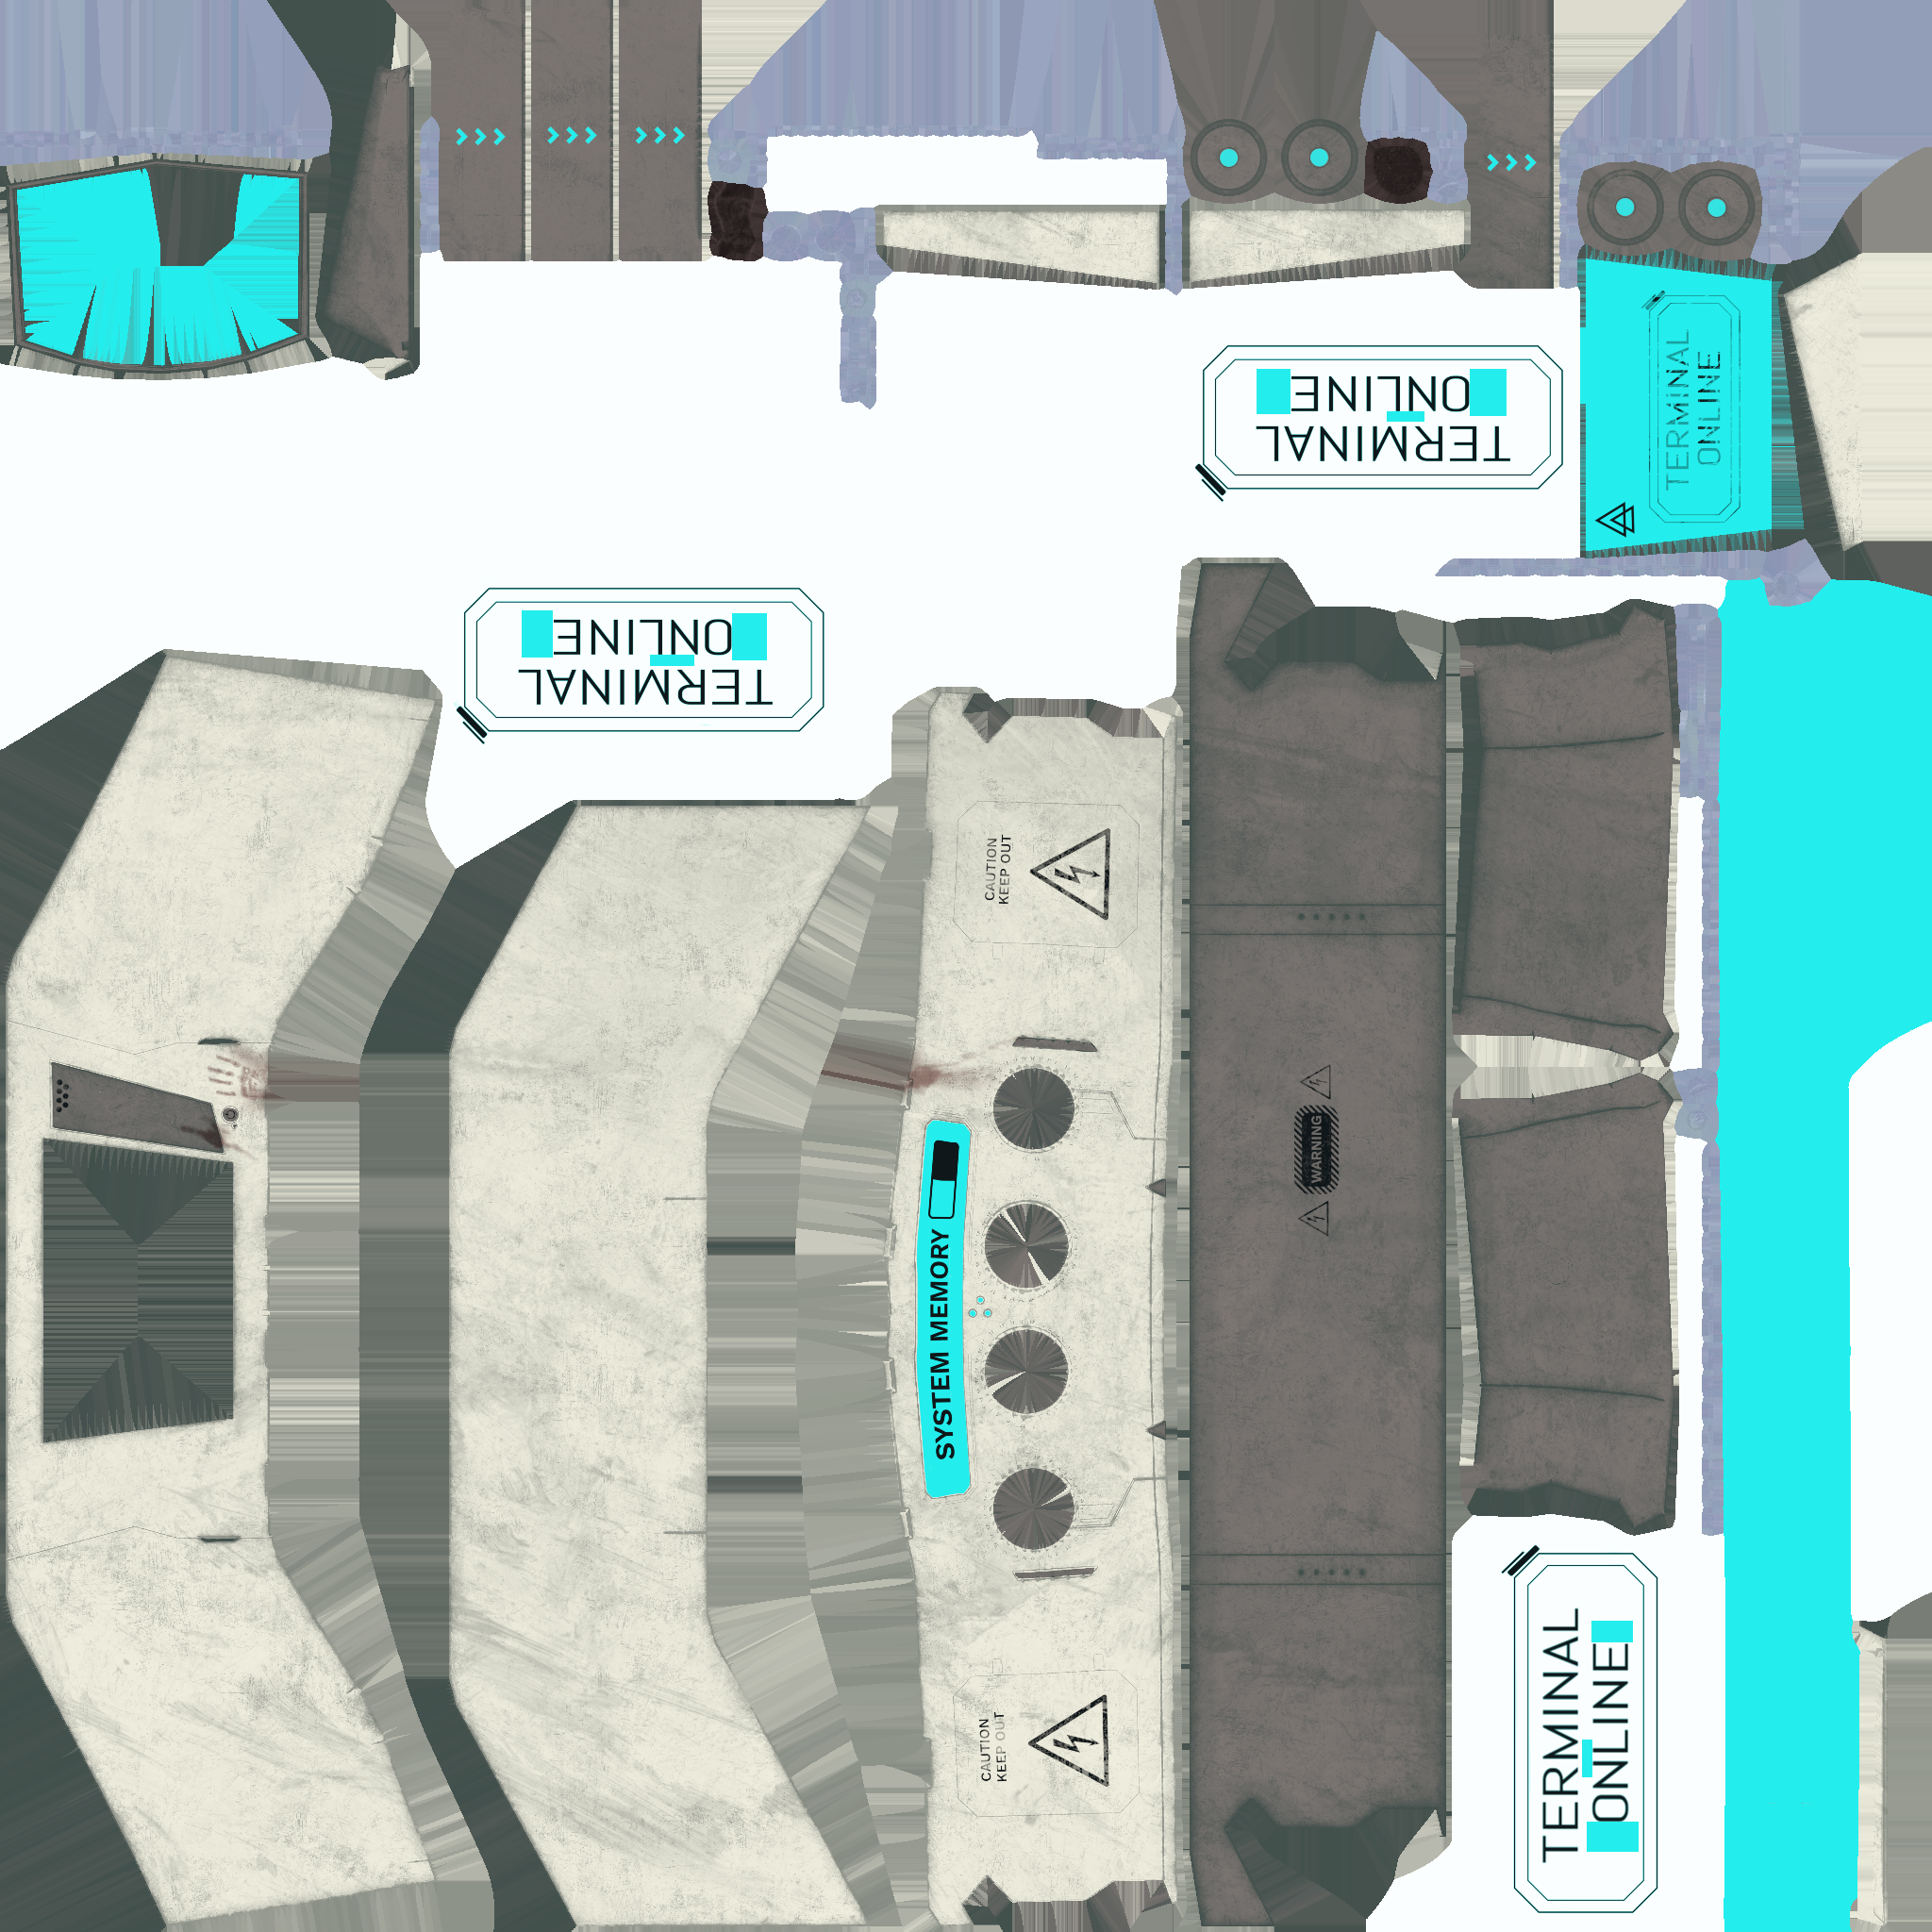 TERMINAL
ONLINE
TERMINAL
ONLINE
TERMINAL
ONLINE
CAUTION
KEEP OUT
SYSTEM MEMORY
WARNING
CAUTION
KEEP OUT
TERMINAL
ONLINE